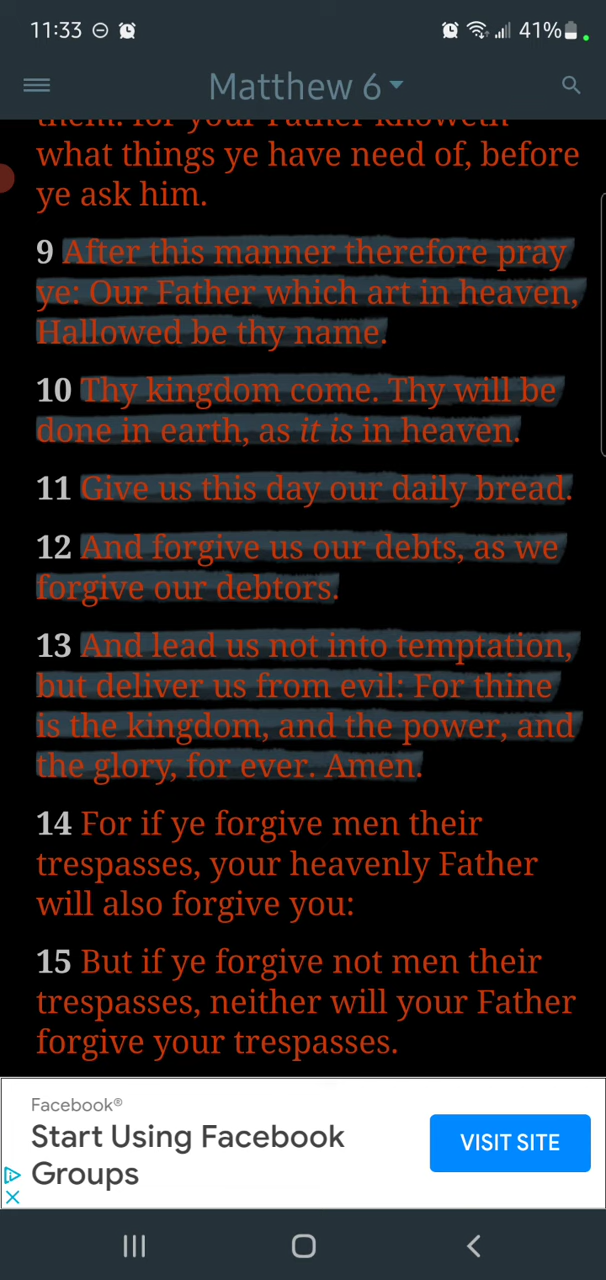 11:33
41%
Matthew 6
them: for your Father knoweth
what things ye have need of, before
ye ask him.
9 After this manner therefore pray
ye: Our Father which art in heaven,
Hallowed be thy name.
10 Thy kingdom come. Thy will be
done in earth, as it is in heaven.
11 Give us this day our daily bread.
12 And forgive us our debts, as we
forgive our debtors.
13 And lead us not into temptation,
but deliver us from evil: For thine
is the kingdom, and the power, and
the glory, for ever. Amen.
14 For if ye forgive men their
trespasses, your heavenly Father
will also forgive you:
15 But if ye forgive not men their
trespasses, neither will your Father
forgive your trespasses.
Facebook®
Start Using Facebook
Groups
VISIT SITE